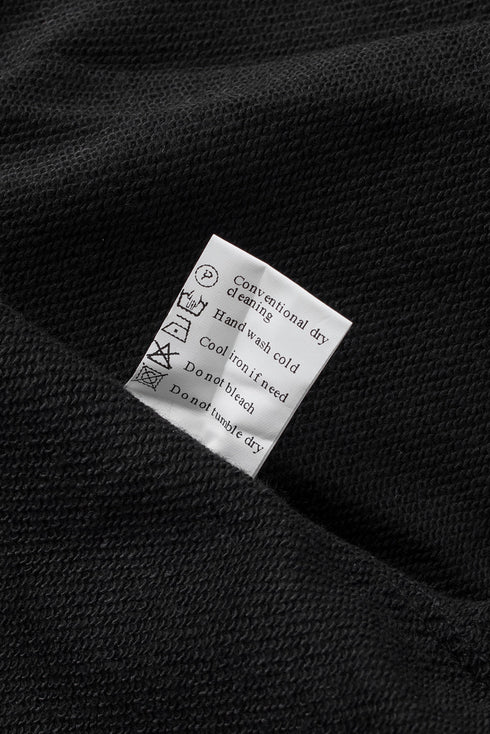 P
Conventional dry
cleaning
Hand wash cold
Cool iron if need
Do not bleach
Do not tumble dry